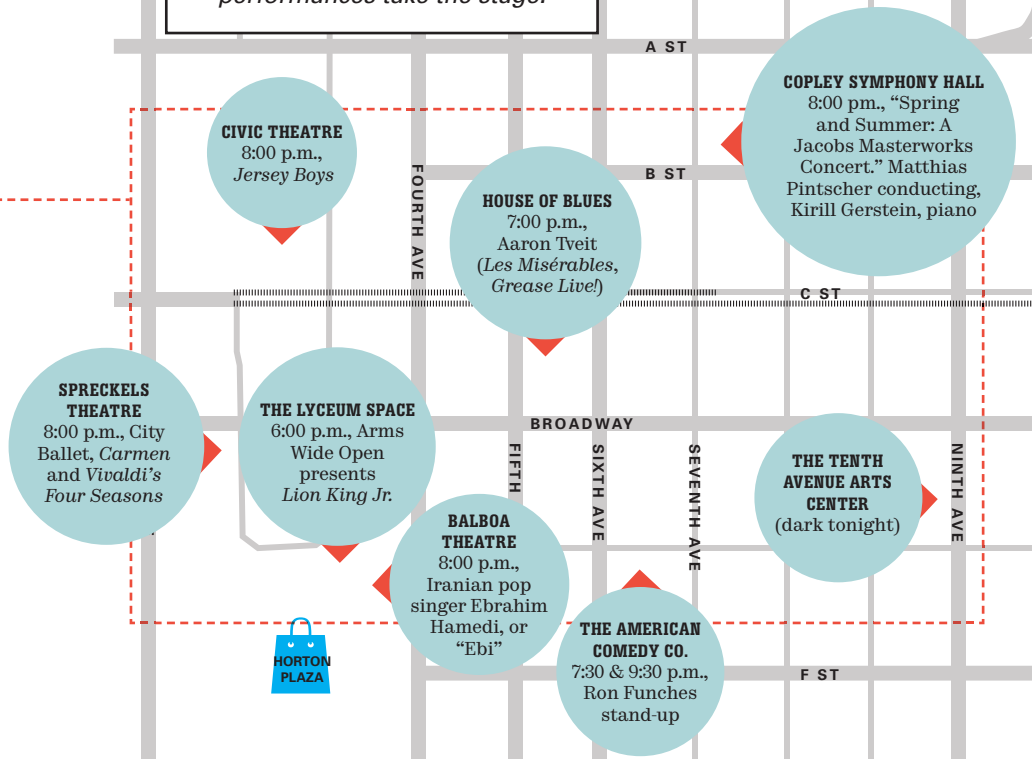 performances take the stage.
A ST
COPLEY SYMPHONY HALL
8:00 pm., “Spring
and Summer: A
Jacobs Masterworks
Concert.” Matthias
Pintscher conducting,
Kirill Gerstein, piano
CIVIC THEATRE
8:00 p.m.,
Jersey Boys
FOURTH AVE
B ST
HOUSE OF BLUES
7:00 p.m.,
Aaron Tveit
(Les Misérables,
Grease Live!)
C ST
SPRECKELS
THEATRE
8:00 p.m., City
Ballet, Carmen
and Vivaldi’s
Four Seasons
THE LYCEUM SPACE
6:00 p.m., Arms
Wide Open
presents
Lion King Jr.
BROADWAY
FIFTH
SIXTH AVE
SEVENTH AVE
NINTH AVE
THE TENTH
AVENUE ARTS
CENTER
(dark tonight)
BALBOA
THEATRE
8:00 p.m.,
Iranian pop
singer Ebrahim
Hamedi, or
“Ebi”
THE AMERICAN
COMEDY CO.
7:30 & 9:30 p.m.,
Ron Funches
stand-up
HORTON
PLAZA
F ST